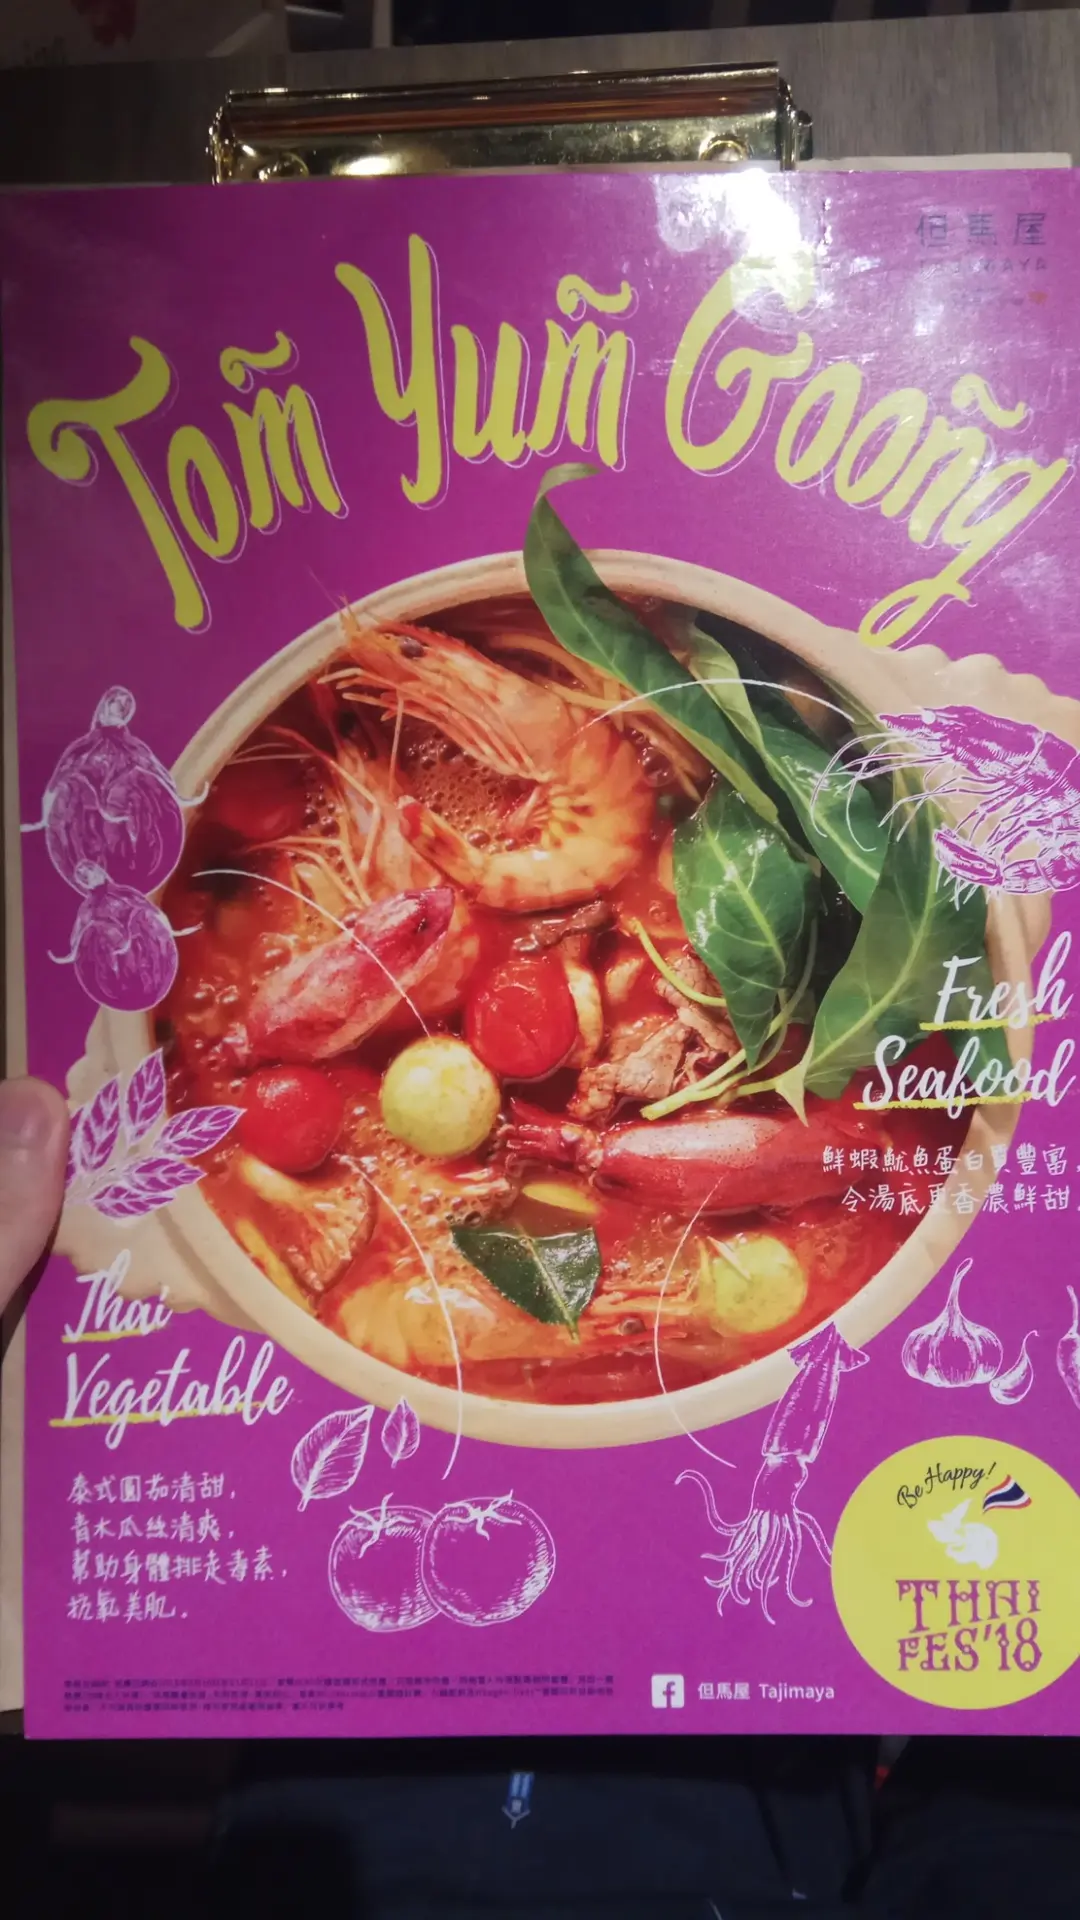 但馬屋
TAJIMAYA
Tom Yum Goong
Fresh
Seafood
鮮蝦魷魚蛋白質豐富，
令湯底更香濃鮮甜。
Thai
Vegetable
泰式圓茄清甜，
青木瓜絲清爽，
幫助身體排走毒素，
抗氧美肌。
Be Happy!
THAI
FES'18
f 但馬屋 Tajimaya